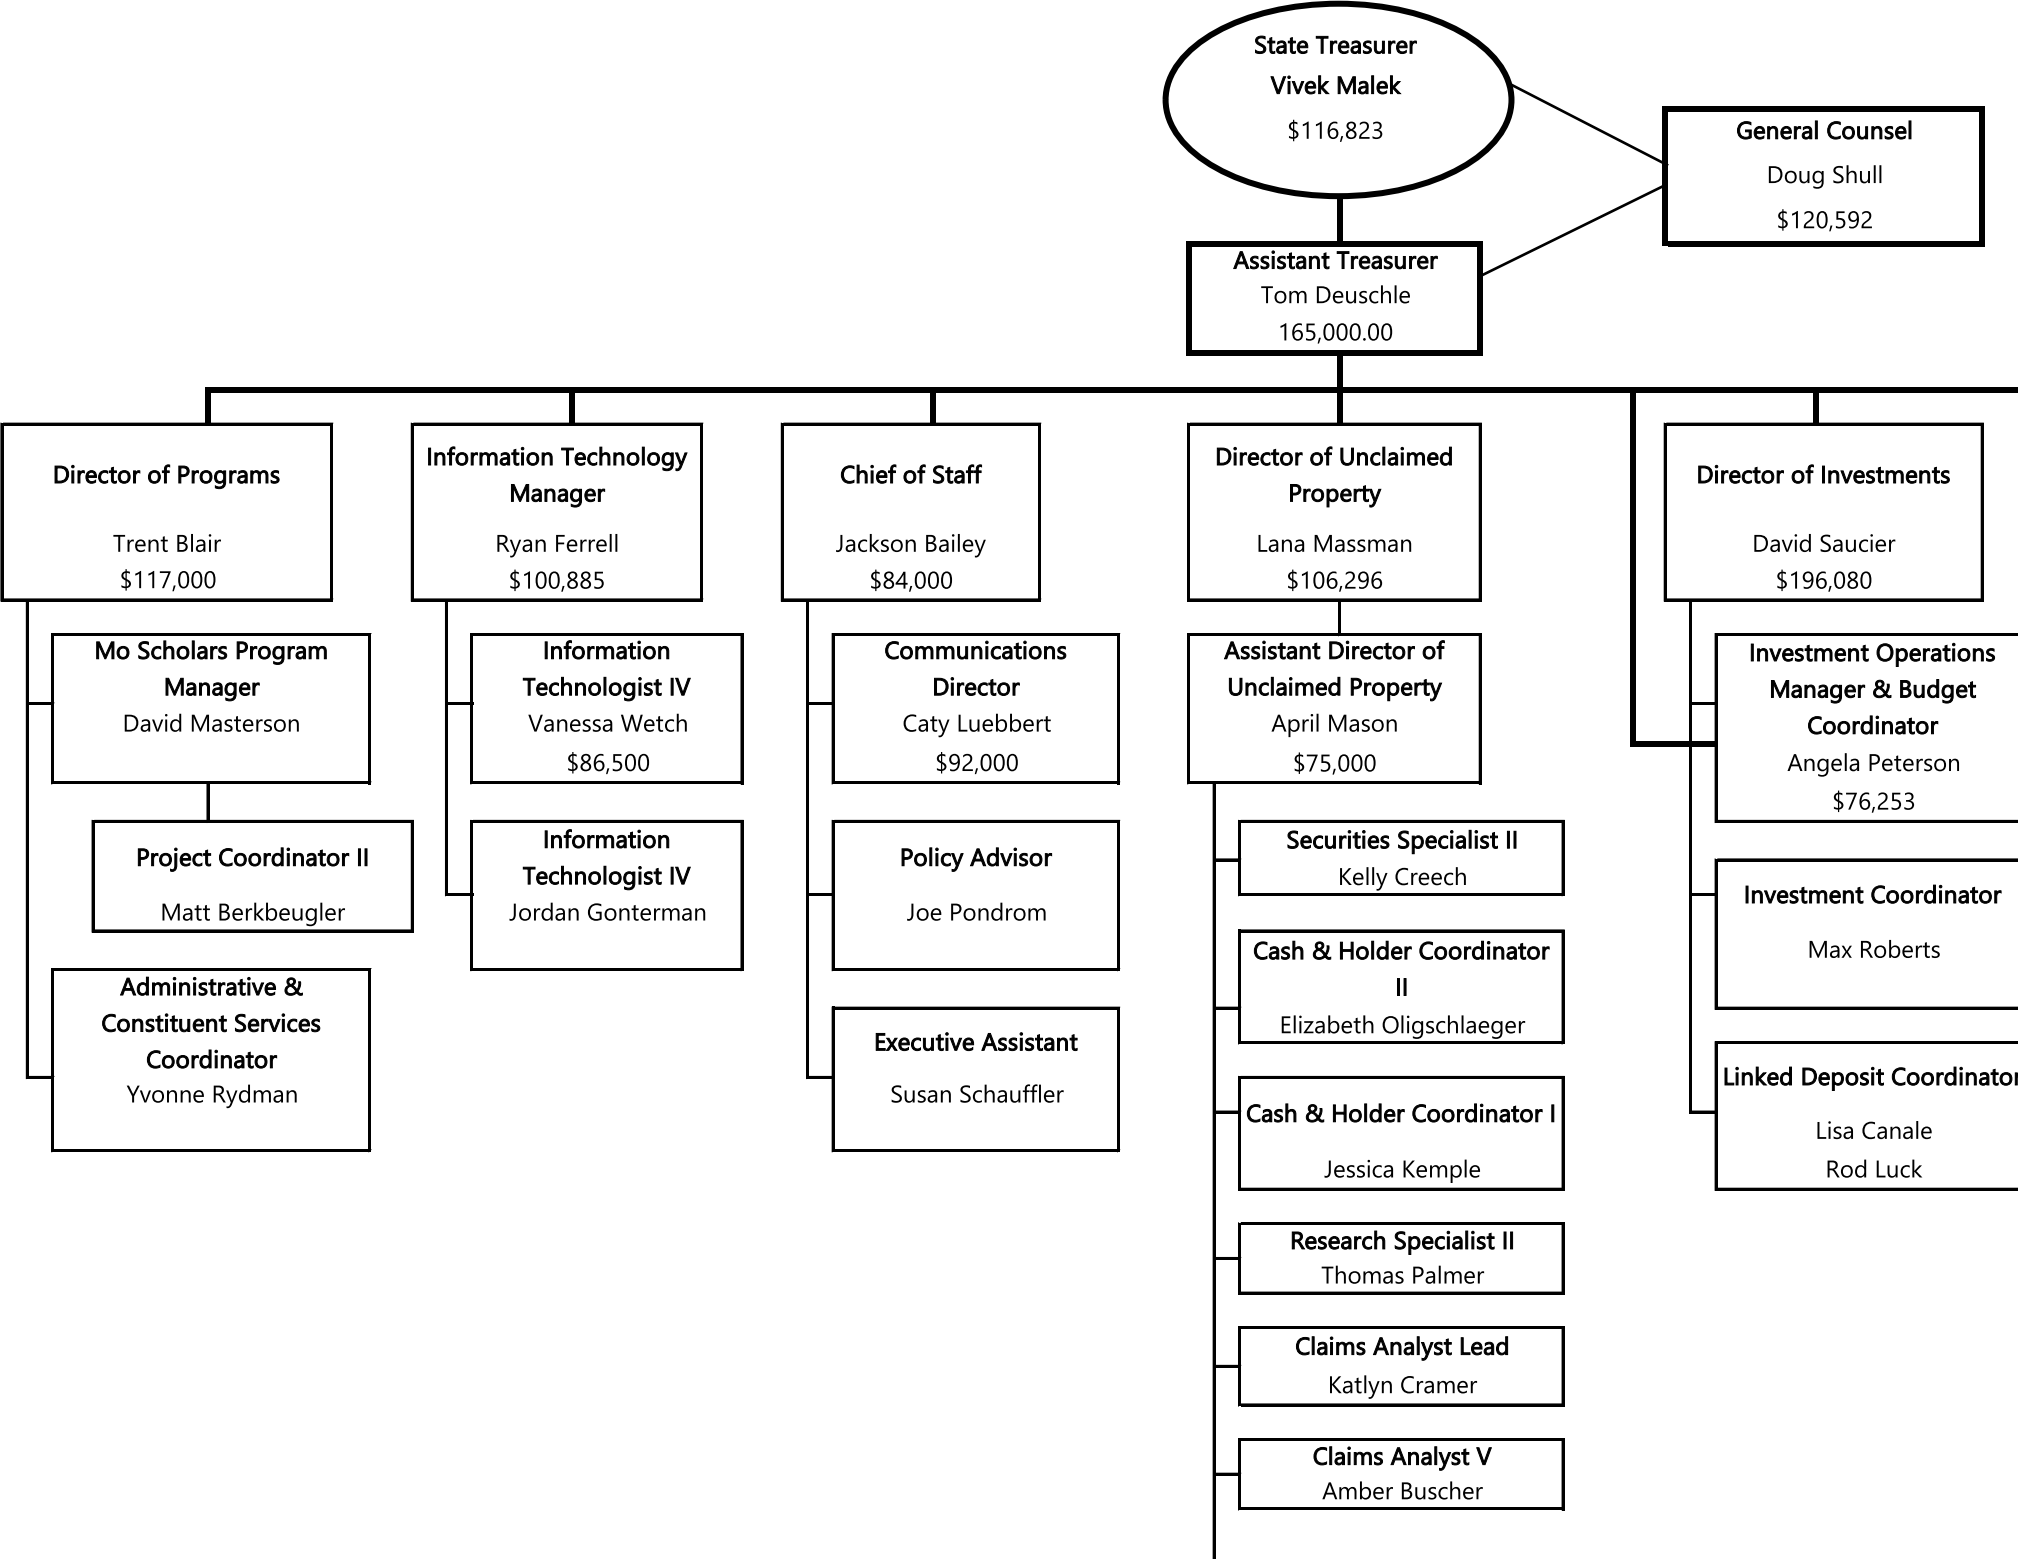 State Treasurer
Vivek Malek
$116,823
General Counsel
Doug Shull
$120,592
Assistant Treasurer
Tom Deuschle
165,000.00
Director of Programs
Trent Blair
$117,000
Information Technology
Manager
Ryan Ferrell
$100,885
Chief of Staff
Jackson Bailey
$84,000
Director of Unclaimed
Property
Lana Massman
$106,296
Director of Investments
David Saucier
$196,080
Mo Scholars Program
Manager
David Masterson
Project Coordinator II
Matt Berkbeugler
Administrative &
Constituent Services
Coordinator
Yvonne Rydman
Information
Technologist IV
Vanessa Wetch
$86,500
Information
Technologist IV
Jordan Gonterman
Communications
Director
Caty Luebbert
$92,000
Policy Advisor
Joe Pondrom
Executive Assistant
Susan Schauffler
Assistant Director of
Unclaimed Property
April Mason
$75,000
Securities Specialist II
Kelly Creech
Cash & Holder Coordinator
II
Elizabeth Oligschlaeger
Cash & Holder Coordinator I
Jessica Kemple
Research Specialist II
Thomas Palmer
Claims Analyst Lead
Katlyn Cramer
Claims Analyst V
Amber Buscher
Investment Operations
Manager & Budget
Coordinator
Angela Peterson
$76,253
Investment Coordinator
Max Roberts
Linked Deposit Coordinator
Lisa Canale
Rod Luck